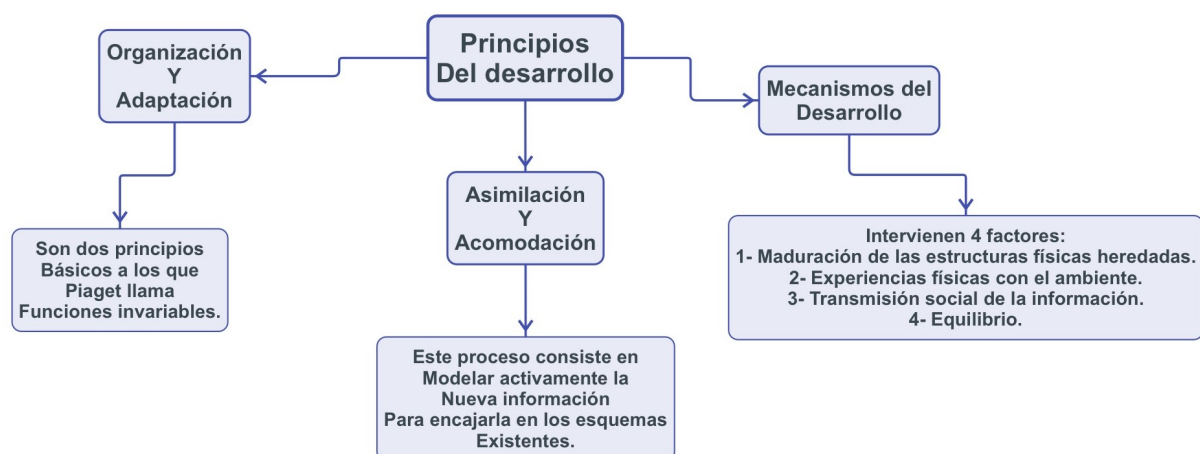 Principios
Del desarrollo
Organización
Y
Adaptación
Son dos principios
Básicos a los que
Piaget llama
Funciones invariables.
Asimilación
Y
Acomodación
Este proceso consiste en
Modelar activamente la
Nueva información
Para encajarla en los esquemas
Existentes.
Mecanismos del
Desarrollo
Intervienen 4 factores:
1- Maduración de las estructuras físicas heredadas.
2- Experiencias físicas con el ambiente.
3- Transmisión social de la información.
4- Equilibrio.